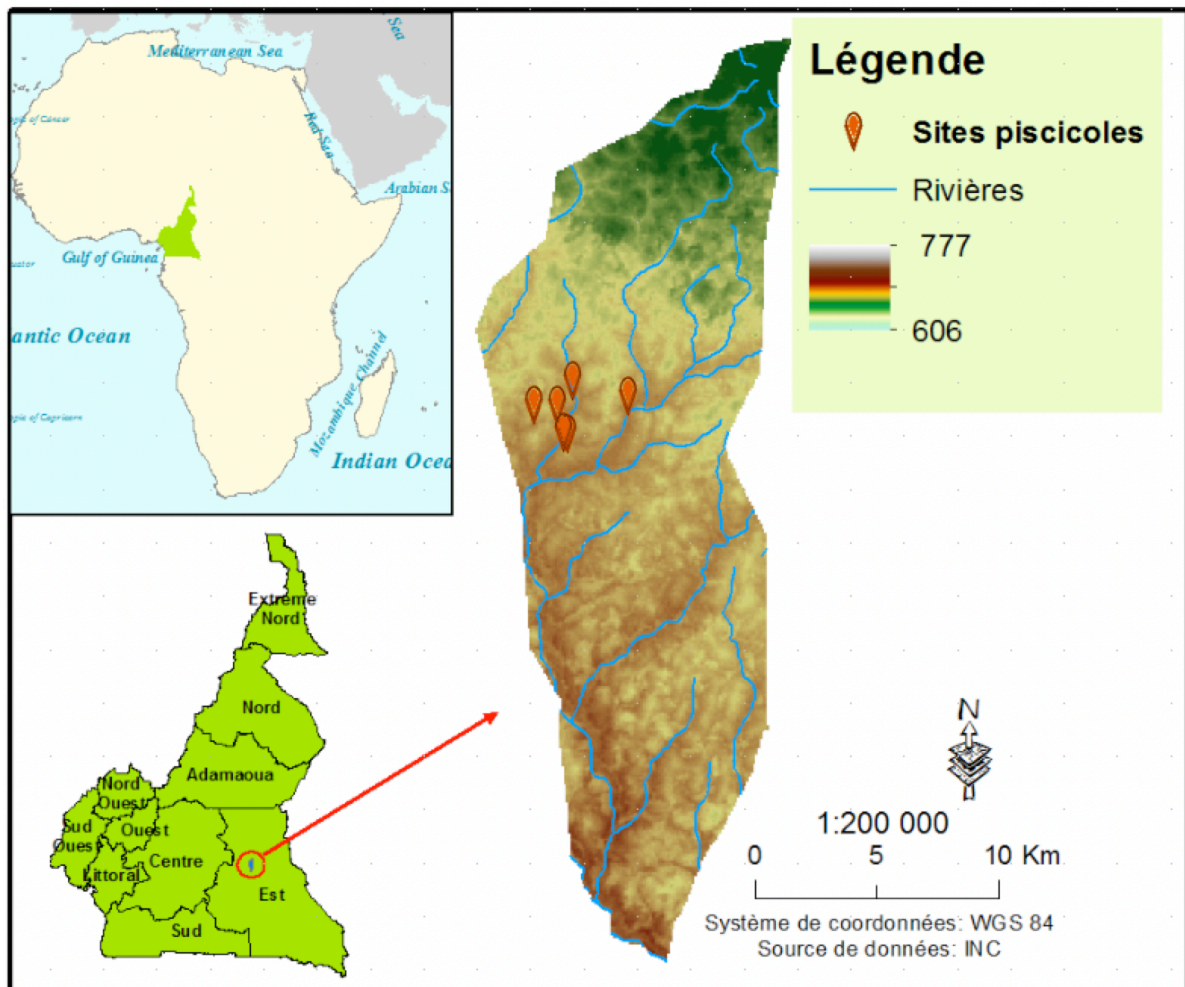 Mediterranean Sea
Sea
Red Sea
Arabian S
Gulf of Guinea
antic Ocean
Mozambique Channel
Indian Ocea
Légende
Sites piscicoles
Rivières
777
606
Extrême
Nord
Nord
Adamaoua
Nord
Ouest
Sud
Ouest
Ouest
Centre
Littoral
Est
Sud
N
1:200 000
0 5 10 Km
Système de coordonnées: WGS 84
Source de données: INC